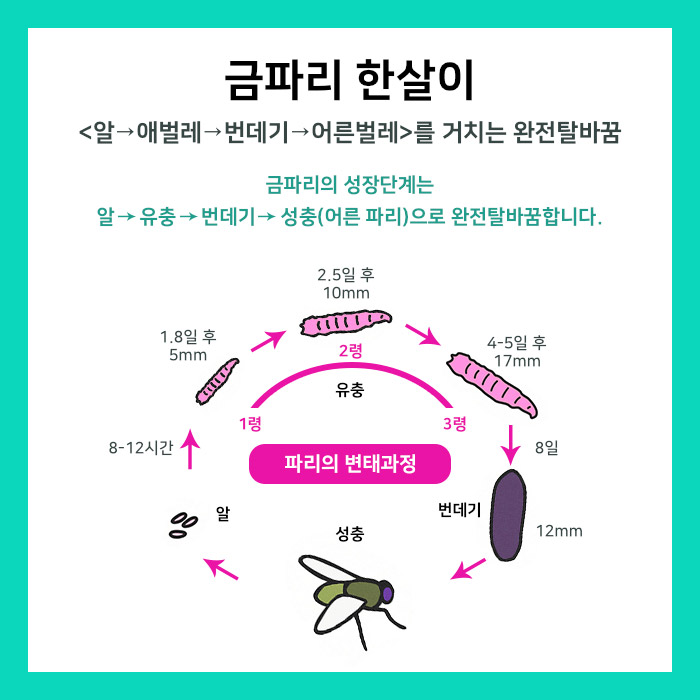 금파리 한살이
<알→애벌레→번데기→어른벌레>를 거치는 완전탈바꿈
금파리의 성장단계는
알→유충→번데기→성충(어른 파리)으로 완전탈바꿈합니다.
2.5일 후
10mm
1.8일 후
5mm
4-5일 후
17mm
2령
유충
1령
3령
8-12시간
8일
파리의 변태과정
알
번데기
12mm
성충